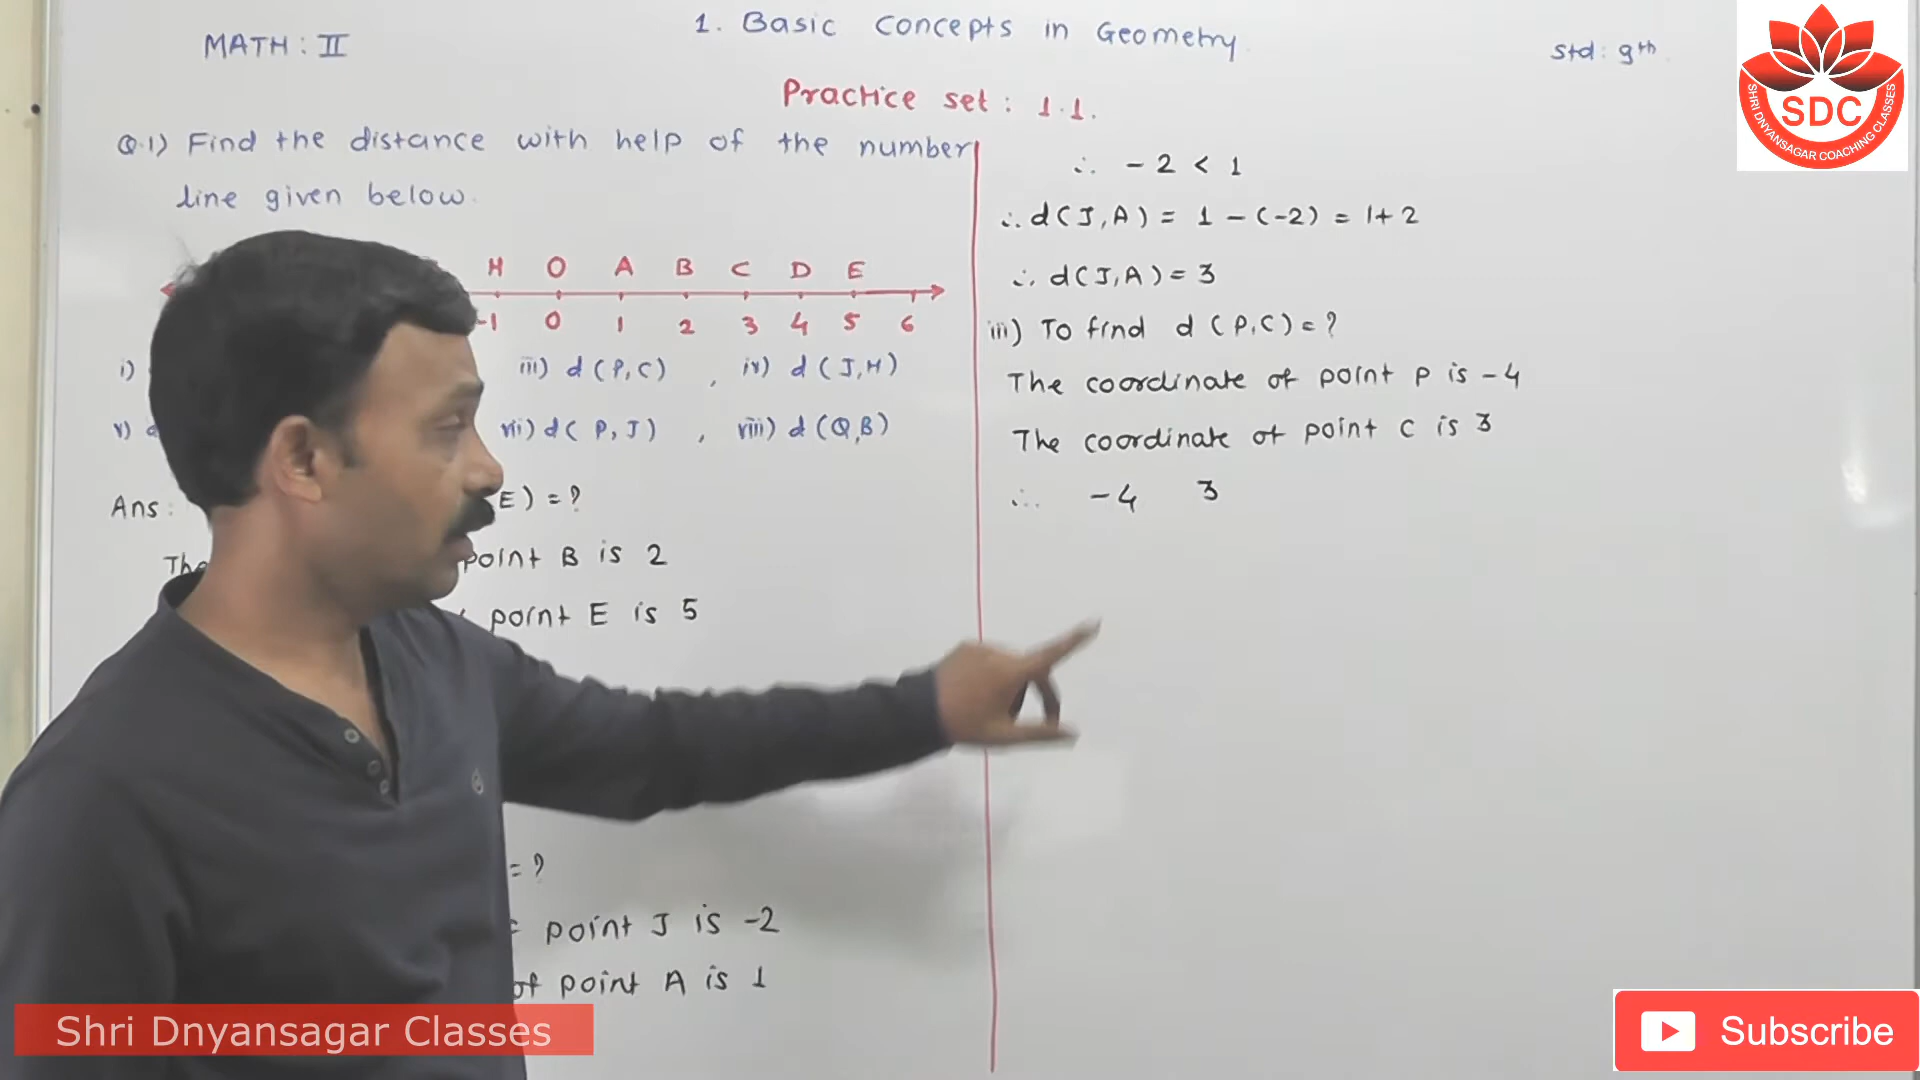 MATH : II
1. Basic Concepts in Geometry
Std : 9th
Practice set : 1.1.
Q.1) Find the distance with help of the number
line given below.
H O A B C D E
-1 0 1 2 3 4 5 6
i) iii) d (P,C) , iv) d (J,H)
v) vii) d( P, J) , viii) d (Q,B)
Ans : E) = ?
The point B is 2
point E is 5
= ?
point J is -2
of point A is 1
∴ -2 < 1
∴ d(J,A) = 1 - (-2) = 1+2
∴ d(J,A) = 3
iii) To find d (P,C) = ?
The coordinate of point P is -4
The coordinate of point C is 3
∴ -4 3
SDC
SHRI DNYANSAGAR COACHING CLASSES
Shri Dnyansagar Classes
Subscribe